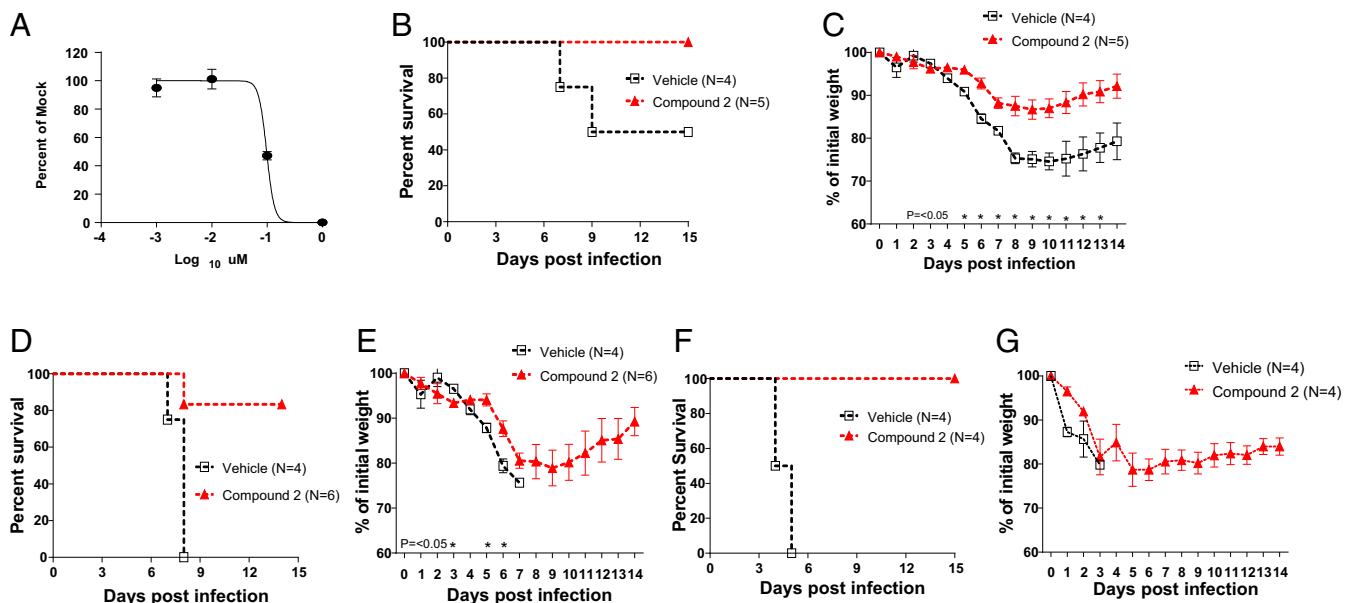 A
Percent of Mock
120
100
80
60
40
20
0
-4
-3
-2
-1
0
Log 10 uM
B
Percent survival
100
80
60
40
20
0
0
3
6
9
12
15
Days post infection
Vehicle (N=4)
Compound 2 (N=5)
C
Vehicle (N=4)
Compound 2 (N=5)
% of initial weight
100
90
80
70
60
P=<0.05 * * * * * * * * *
0 1 2 3 4 5 6 7 8 9 10 11 12 13 14
Days post infection
D
Percent survival
100
80
60
40
20
0
0
3
6
9
12
15
Days post infection
Vehicle (N=4)
Compound 2 (N=6)
E
Vehicle (N=4)
Compound 2 (N=6)
% of initial weight
100
90
80
70
60
P=<0.05 * * *
0 1 2 3 4 5 6 7 8 9 10 11 12 13 14
Days post infection
F
Percent Survival
100
80
60
40
20
0
0
3
6
9
12
15
Days post infection
Vehicle (N=4)
Compound 2 (N=4)
G
Vehicle (N=4)
Compound 2 (N=4)
% of initial weight
100
90
80
70
60
0 1 2 3 4 5 6 7 8 9 10 11 12 13 14
Days post infection